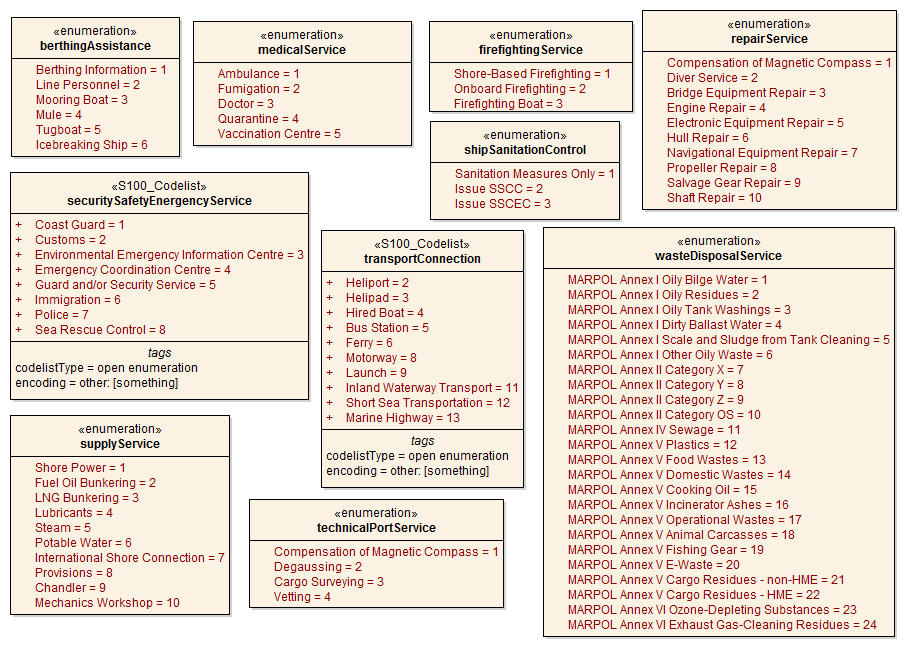 «enumeration»
berthingAssistance
Berthing Information = 1
Line Personnel = 2
Mooring Boat = 3
Mule = 4
Tugboat = 5
Icebreaking Ship = 6
«enumeration»
medicalService
Ambulance = 1
Fumigation = 2
Doctor = 3
Quarantine = 4
Vaccination Centre = 5
«enumeration»
firefightingService
Shore-Based Firefighting = 1
Onboard Firefighting = 2
Firefighting Boat = 3
«enumeration»
repairService
Compensation of Magnetic Compass = 1
Diver Service = 2
Bridge Equipment Repair = 3
Engine Repair = 4
Electronic Equipment Repair = 5
Hull Repair = 6
Navigational Equipment Repair = 7
Propeller Repair = 8
Salvage Gear Repair = 9
Shaft Repair = 10
«enumeration»
shipSanitationControl
Sanitation Measures Only = 1
Issue SSCC = 2
Issue SSCEC = 3
«S100_Codelist»
securitySafetyEmergencyService
+ Coast Guard = 1
+ Customs = 2
+ Environmental Emergency Information Centre = 3
+ Emergency Coordination Centre = 4
+ Guard and/or Security Service = 5
+ Immigration = 6
+ Police = 7
+ Sea Rescue Control = 8
tags
codelistType = open enumeration
encoding = other: [something]
«S100_Codelist»
transportConnection
+ Heliport = 2
+ Helipad = 3
+ Hired Boat = 4
+ Bus Station = 5
+ Ferry = 6
+ Motorway = 8
+ Launch = 9
+ Inland Waterway Transport = 11
+ Short Sea Transportation = 12
+ Marine Highway = 13
tags
codelistType = open enumeration
encoding = other: [something]
«enumeration»
wasteDisposalService
MARPOL Annex I Oily Bilge Water = 1
MARPOL Annex I Oily Residues = 2
MARPOL Annex I Oily Tank Washings = 3
MARPOL Annex I Dirty Ballast Water = 4
MARPOL Annex I Scale and Sludge from Tank Cleaning = 5
MARPOL Annex I Other Oily Waste = 6
MARPOL Annex II Category X = 7
MARPOL Annex II Category Y = 8
MARPOL Annex II Category Z = 9
MARPOL Annex II Category OS = 10
MARPOL Annex IV Sewage = 11
MARPOL Annex V Plastics = 12
MARPOL Annex V Food Wastes = 13
MARPOL Annex V Domestic Wastes = 14
MARPOL Annex V Cooking Oil = 15
MARPOL Annex V Incinerator Ashes = 16
MARPOL Annex V Operational Wastes = 17
MARPOL Annex V Animal Carcasses = 18
MARPOL Annex V Fishing Gear = 19
MARPOL Annex V E-Waste = 20
MARPOL Annex V Cargo Residues - non-HME = 21
MARPOL Annex V Cargo Residues - HME = 22
MARPOL Annex VI Ozone-Depleting Substances = 23
MARPOL Annex VI Exhaust Gas-Cleaning Residues = 24
«enumeration»
supplyService
Shore Power = 1
Fuel Oil Bunkering = 2
LNG Bunkering = 3
Lubricants = 4
Steam = 5
Potable Water = 6
International Shore Connection = 7
Provisions = 8
Chandler = 9
Mechanics Workshop = 10
«enumeration»
technicalPortService
Compensation of Magnetic Compass = 1
Degaussing = 2
Cargo Surveying = 3
Vetting = 4